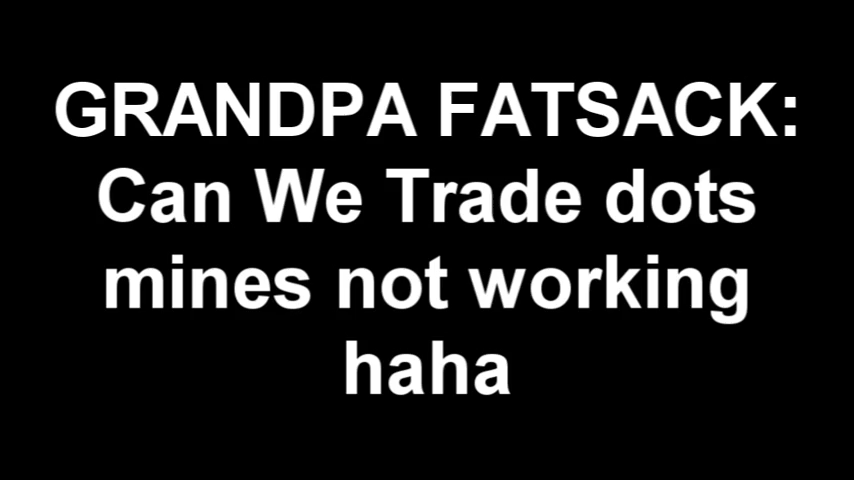 GRANDPA FATSACK:
Can We Trade dots
mines not working
haha